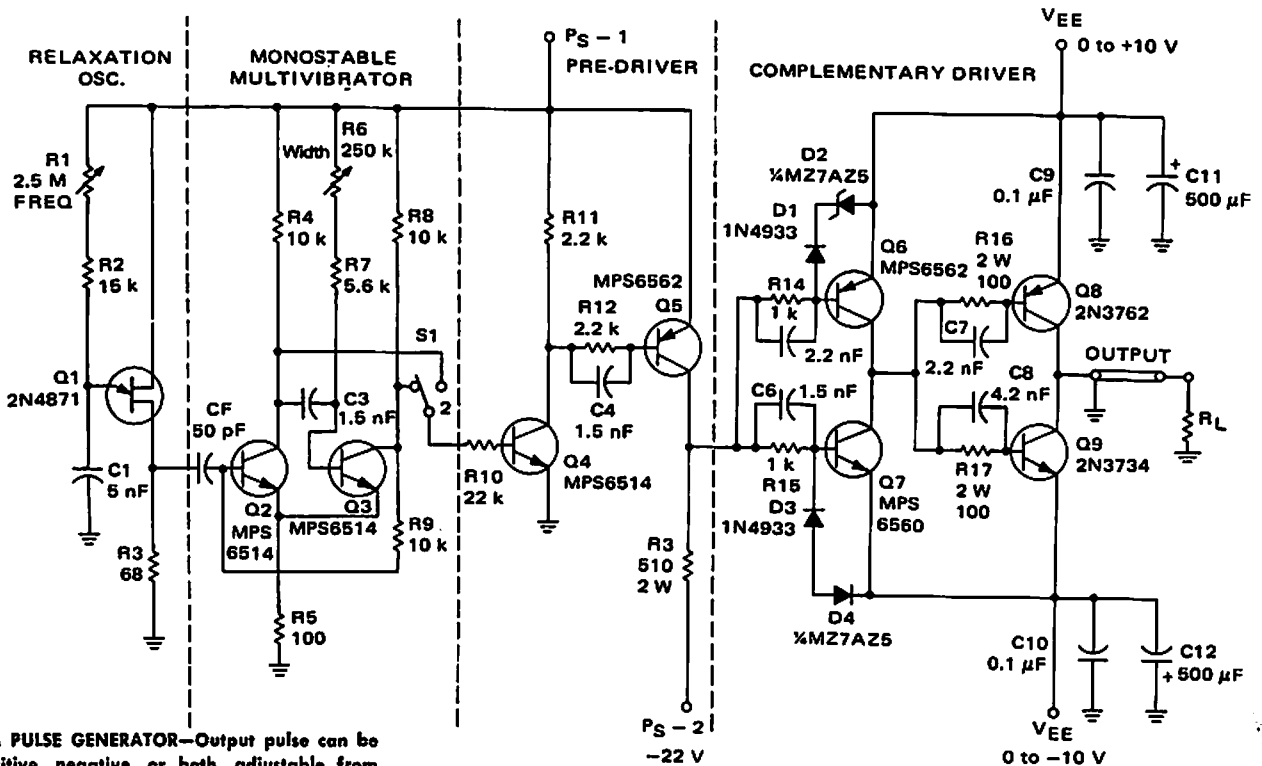 RELAXATION
OSC.
MONOSTABLE
MULTIVIBRATOR
PS – 1
PRE-DRIVER
COMPLEMENTARY DRIVER
VEE
0 to +10 V
R1
2.5 M
FREQ
R2
15 k
Q1
2N4871
C1
5 nF
R3
68
CF
50 pF
R4
10 k
Width
R6
250 k
R7
5.6 k
R8
10 k
C3
1.5 nF
S1
2
Q2
MPS
6514
Q3
MPS6514
R9
10 k
R5
100
R10
22 k
R11
2.2 k
R12
2.2 k
C4
1.5 nF
Q4
MPS6514
MPS6562
Q5
R3
510
2 W
PS – 2
–22 V
D2
¼MZ7AZ5
D1
1N4933
Q6
MPS6562
R14
1 k
2.2 nF
C6
1.5 nF
1 k
R15
D3
1N4933
Q7
MPS
6560
D4
¼MZ7AZ5
R16
2 W
100
C7
2.2 nF
Q8
2N3762
C8
4.2 nF
R17
2 W
100
Q9
2N3734
OUTPUT
RL
C9
0.1 µF
+
C11
500 µF
C10
0.1 µF
C12
+ 500 µF
VEE
0 to –10 V
PULSE GENERATOR—Output pulse can be
negative, or both, adjustable from